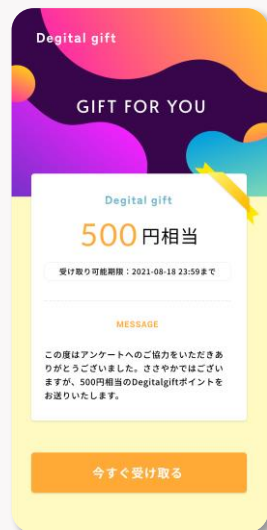 Degital gift
GIFT FOR YOU
Degital gift
500 円相当
受け取り可能期限：2021-08-18 23:59まで
MESSAGE
この度はアンケートへのご協力をいただきあ
りがとうございました。ささやかではござい
ますが、500円相当のDegitalgiftポイントを
お送りいたします。
今すぐ受け取る